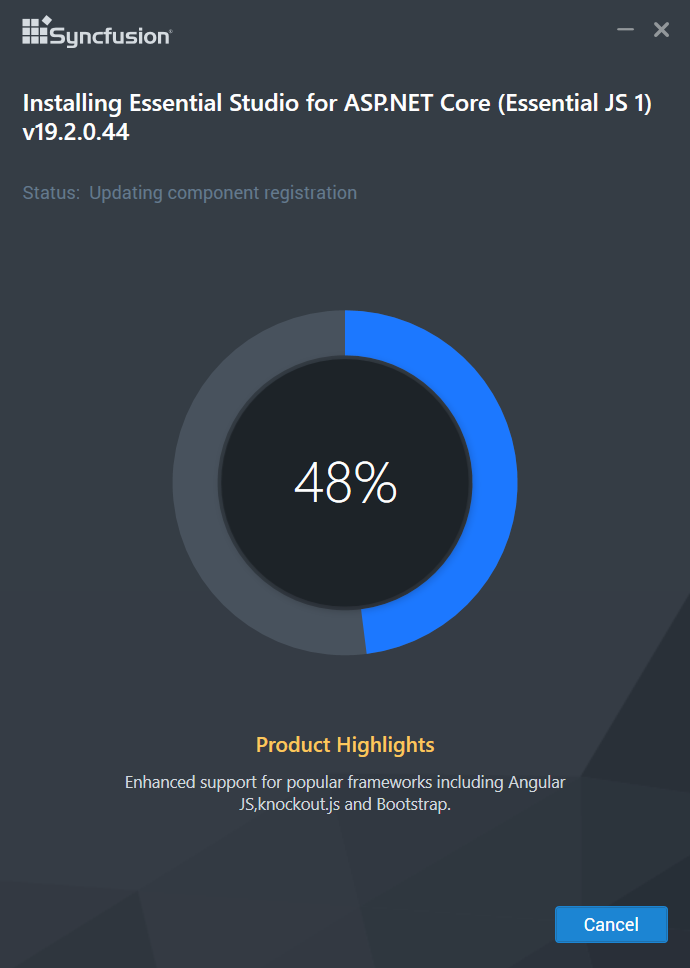 Syncfusion®
Installing Essential Studio for ASP.NET Core (Essential JS 1)
v19.2.0.44
Status: Updating component registration
48%
Product Highlights
Enhanced support for popular frameworks including Angular
JS,knockout.js and Bootstrap.
Cancel